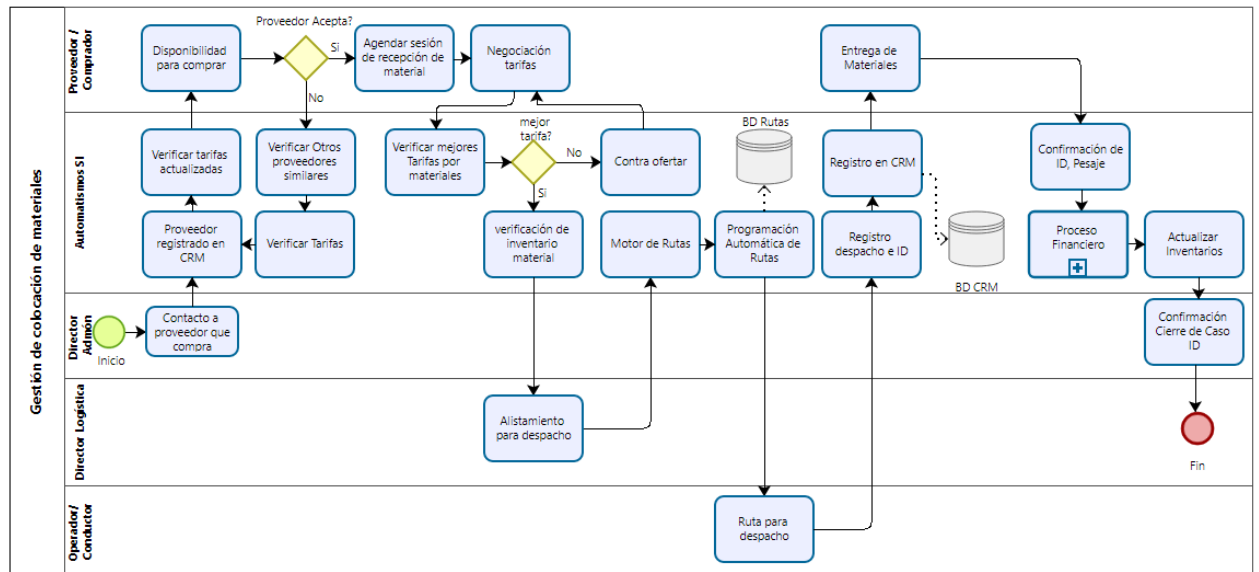 Gestión de colocación de materiales
Proveedor /
Comprador
Proveedor Acepta?
Disponibilidad
para comprar
Si
No
Agendar sesión
de recepción de
material
Negociación
tarifas
Entrega de
Materiales
Automatismos SI
Verificar tarifas
actualizadas
Verificar Otros
proveedores
similares
Verificar mejores
Tarifas por
materiales
mejor
tarifa?
No
Si
Contra ofertar
BD Rutas
Registro en CRM
Confirmación de
ID, Pesaje
Proveedor
registrado en
CRM
Verificar Tarifas
verificación de
inventario
material
Motor de Rutas
Programación
Automática de
Rutas
Registro
despacho e ID
BD CRM
Proceso
Financiero
Actualizar
Inventarios
Director
Admón
Inicio
Contacto a
proveedor que
compra
Confirmación
Cierre de Caso
ID
Director Logística
Alistamiento
para despacho
Fin
Operador/
Conductor
Ruta para
despacho